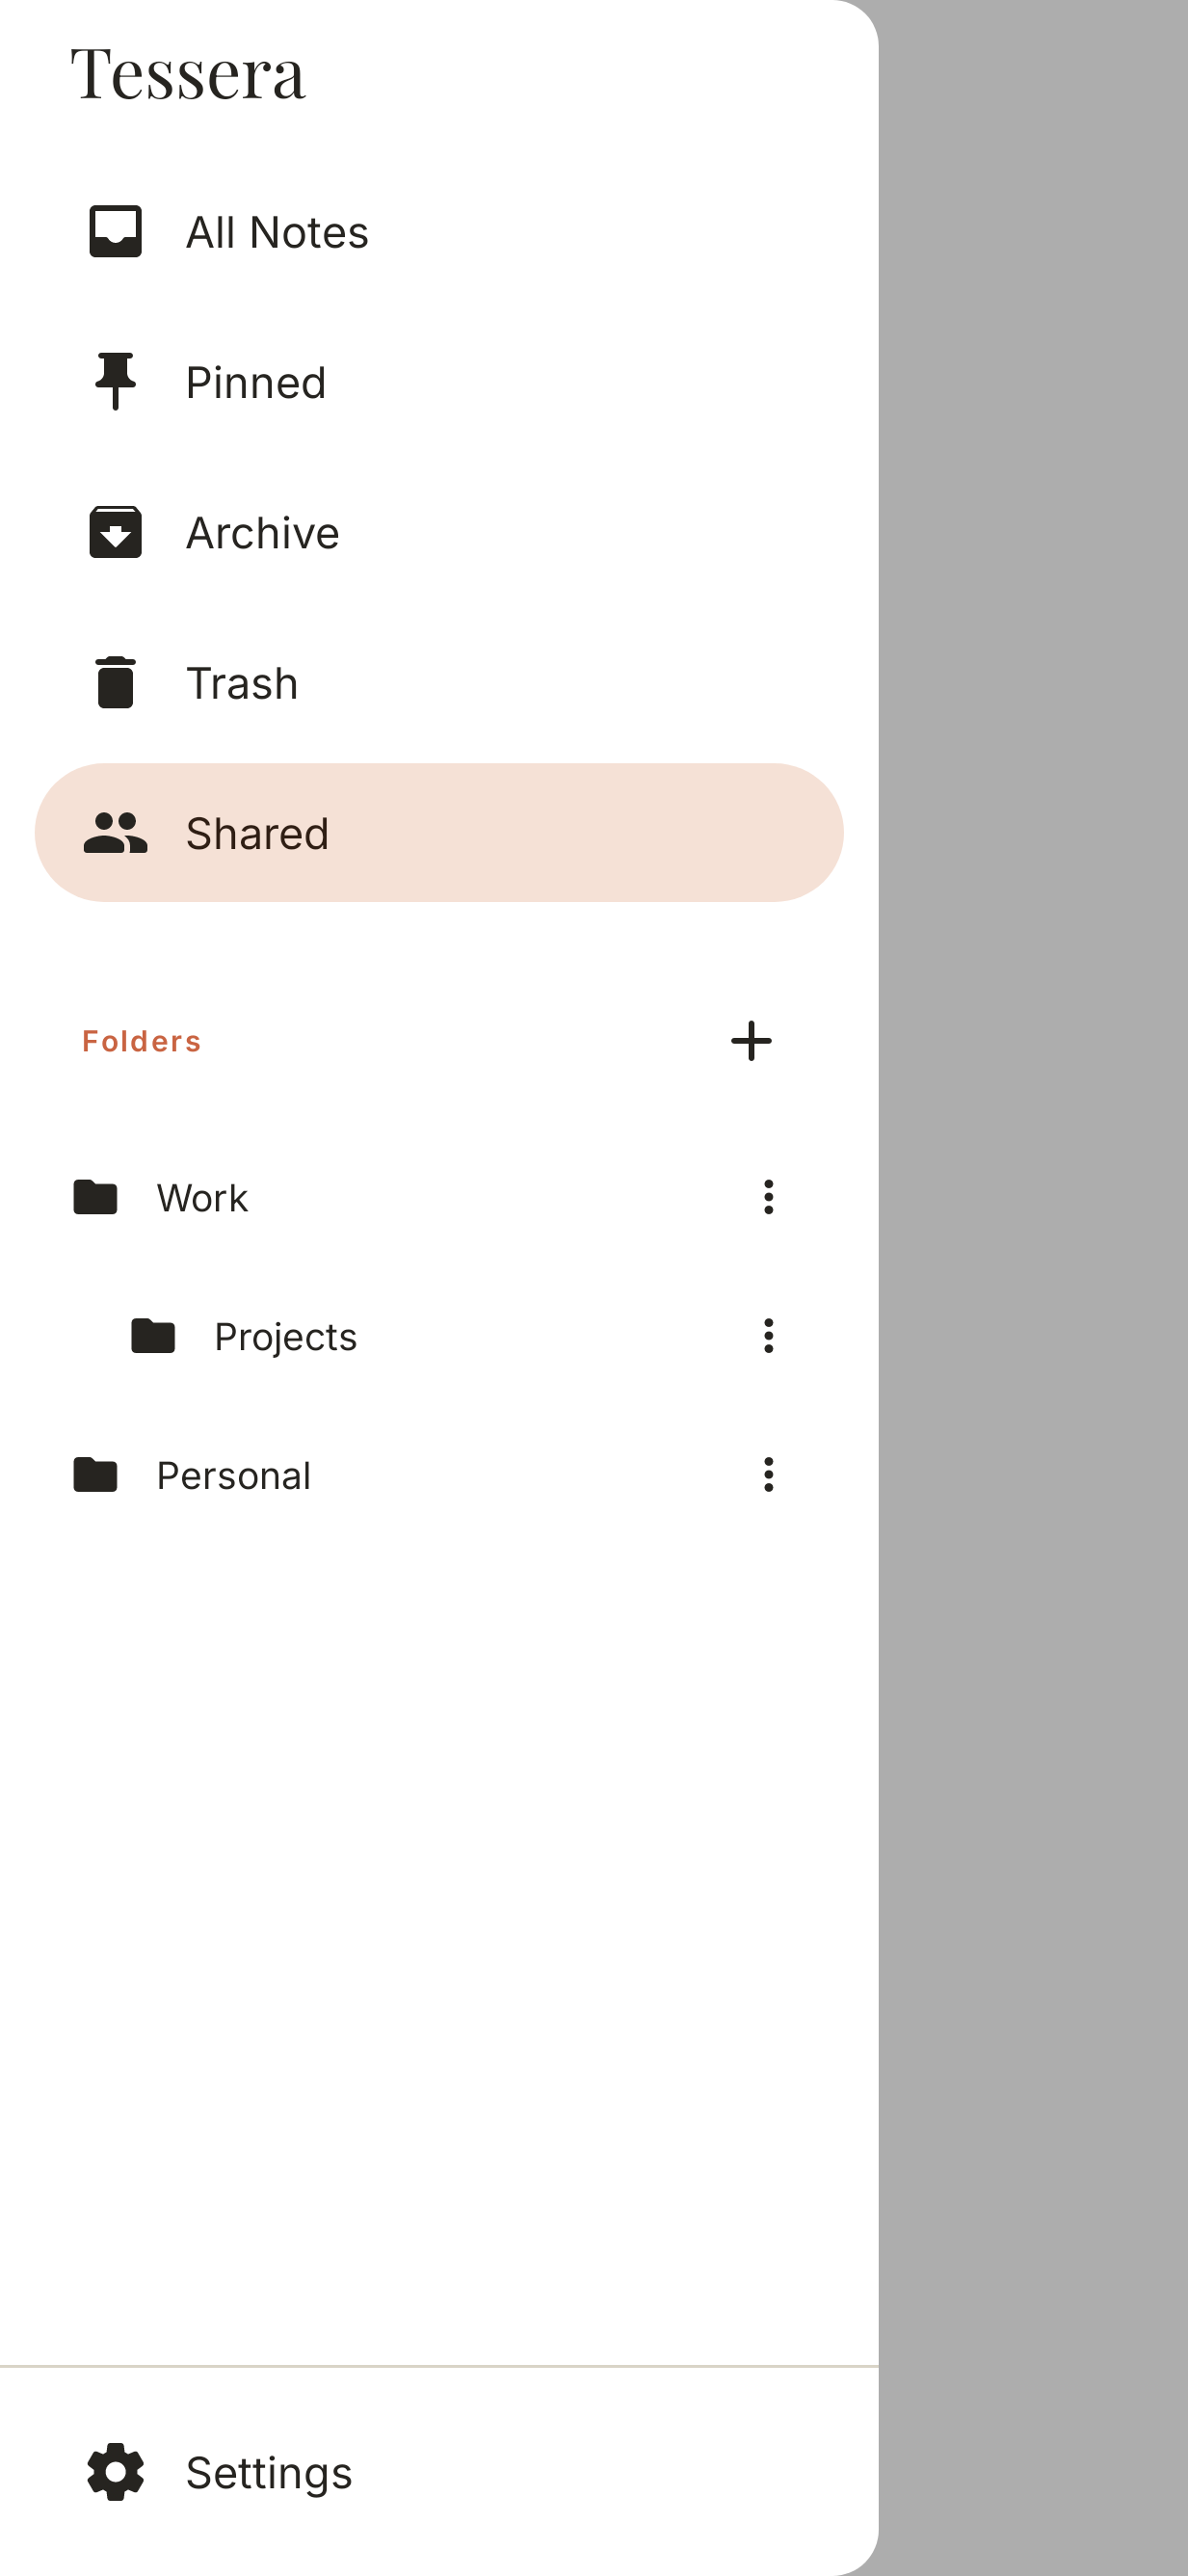 Tessera
All Notes
Pinned
Archive
Trash
Shared
Folders
Work
Projects
Personal
Settings